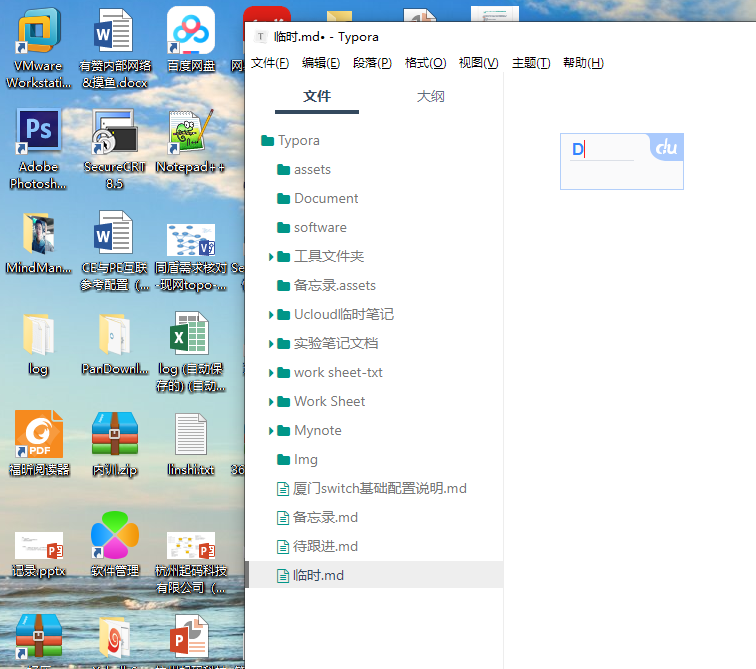 VMware
Workstati...
有赞内部网络
&摸鱼.docx
百度网盘
Adobe
Photosh...
SecureCRT
8.5
Notepad++
MindMan...
CE与PE互联
参考配置（...
同盾需求核对
-现网topo-...
log
PanDownl...
log (自动保
存的) (自动...
福昕阅读器
内训.zip
linshi.txt
记录.pptx
软件管理
杭州起码科技
有限公司（...
临时.md• - Typora
文件(F) 编辑(E) 段落(P) 格式(O) 视图(V) 主题(T) 帮助(H)
文件 大纲
Typora
assets
Document
software
工具文件夹
备忘录.assets
Ucloud临时笔记
实验笔记文档
work sheet-txt
Work Sheet
Mynote
Img
厦门switch基础配置说明.md
备忘录.md
待跟进.md
临时.md
D
du